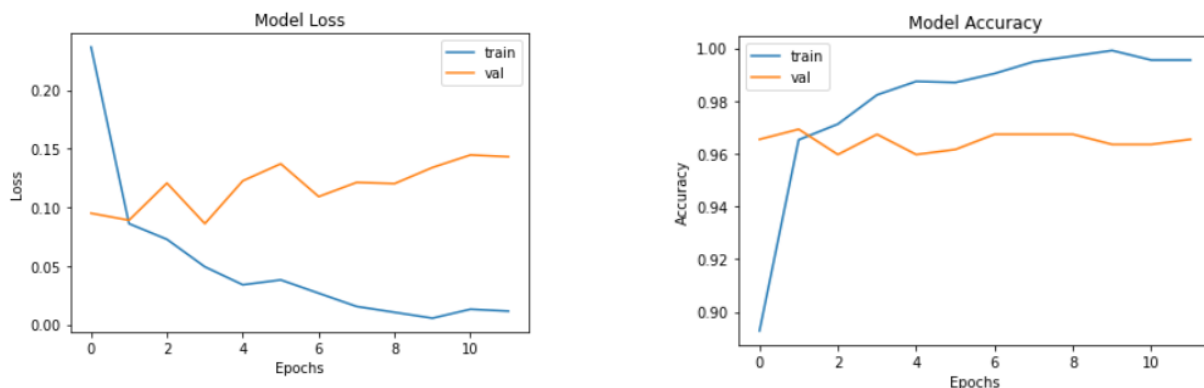 Model Loss
train
val
0.20
0.15
0.10
0.05
0.00
Loss
0 2 4 6 8 10
Epochs
Model Accuracy
train
val
1.00
0.98
0.96
0.94
0.92
0.90
Accuracy
0 2 4 6 8 10
Epochs